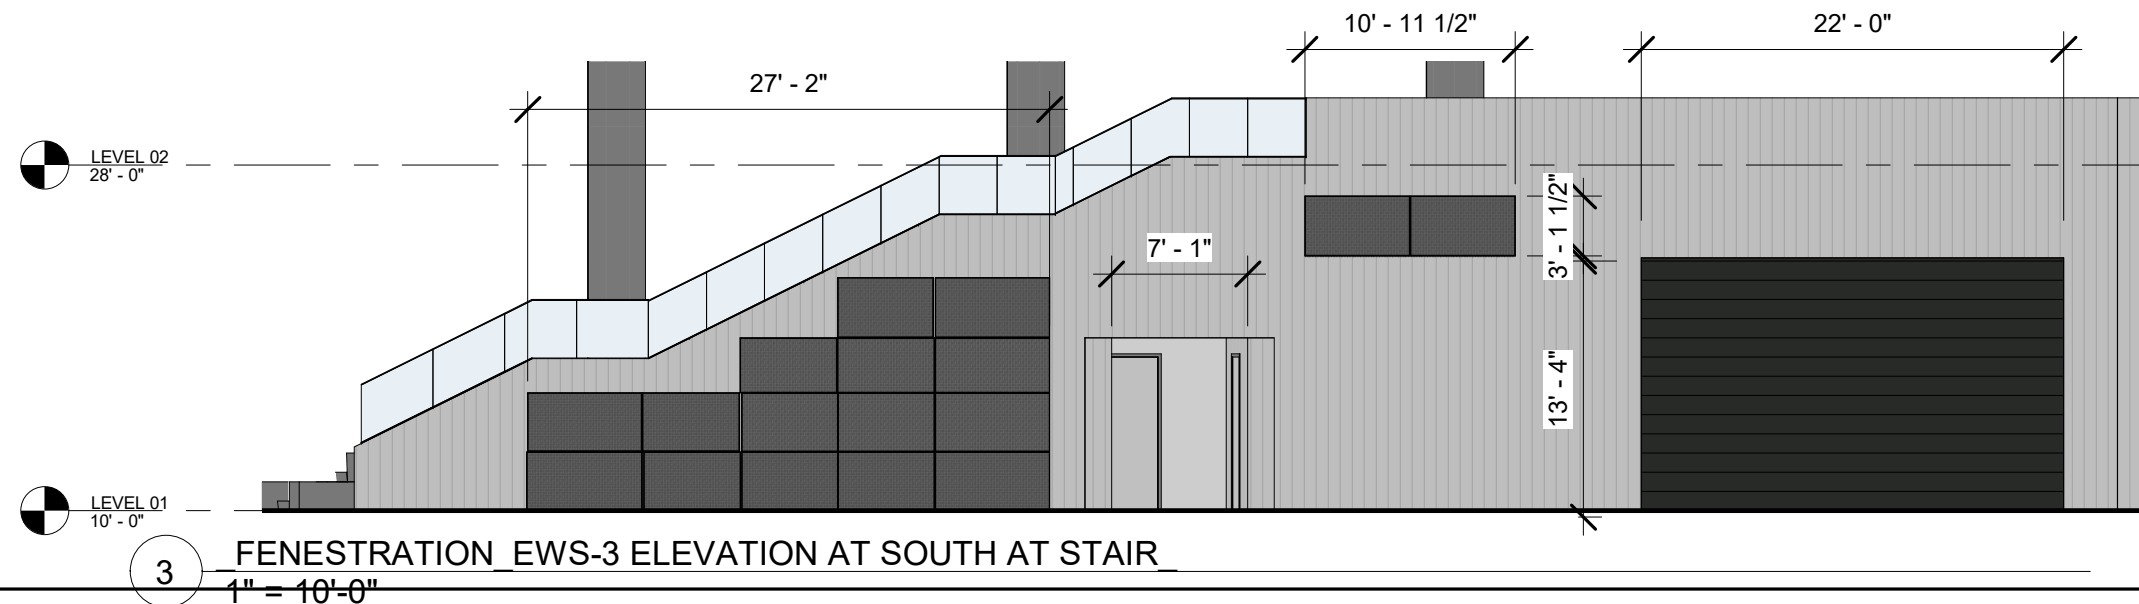 10' - 11 1/2"
22' - 0"
27' - 2"
LEVEL 02
28' - 0"
3' - 1 1/2"
7' - 1"
13' - 4"
LEVEL 01
10' - 0"
3
_FENESTRATION_EWS-3 ELEVATION AT SOUTH AT STAIR_
1" = 10'-0"